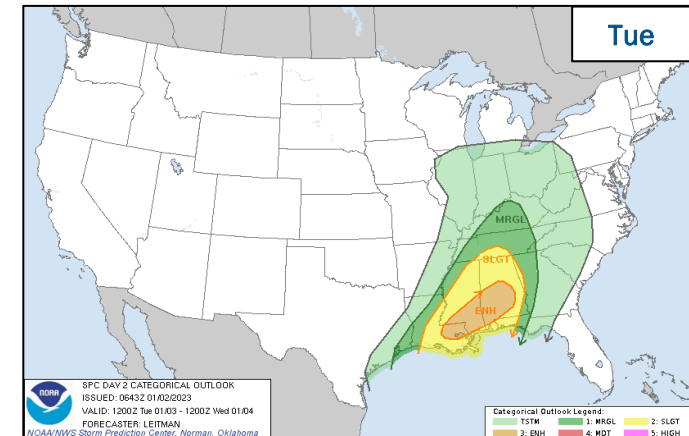 Tue
MRGL
SLGT
ENH
NOAA
SPC DAY 2 CATEGORICAL OUTLOOK
ISSUED: 0643Z 01/02/2023
VALID: 1200Z Tue 01/03 - 1200Z Wed 01/04
FORECASTER: LEITMAN
NOAA/NWS Storm Prediction Center, Norman, Oklahoma
Categorical Outlook Legend:
TSTM 1: MRGL 2: SLGT
3: ENH 4: MDT 5: HIGH